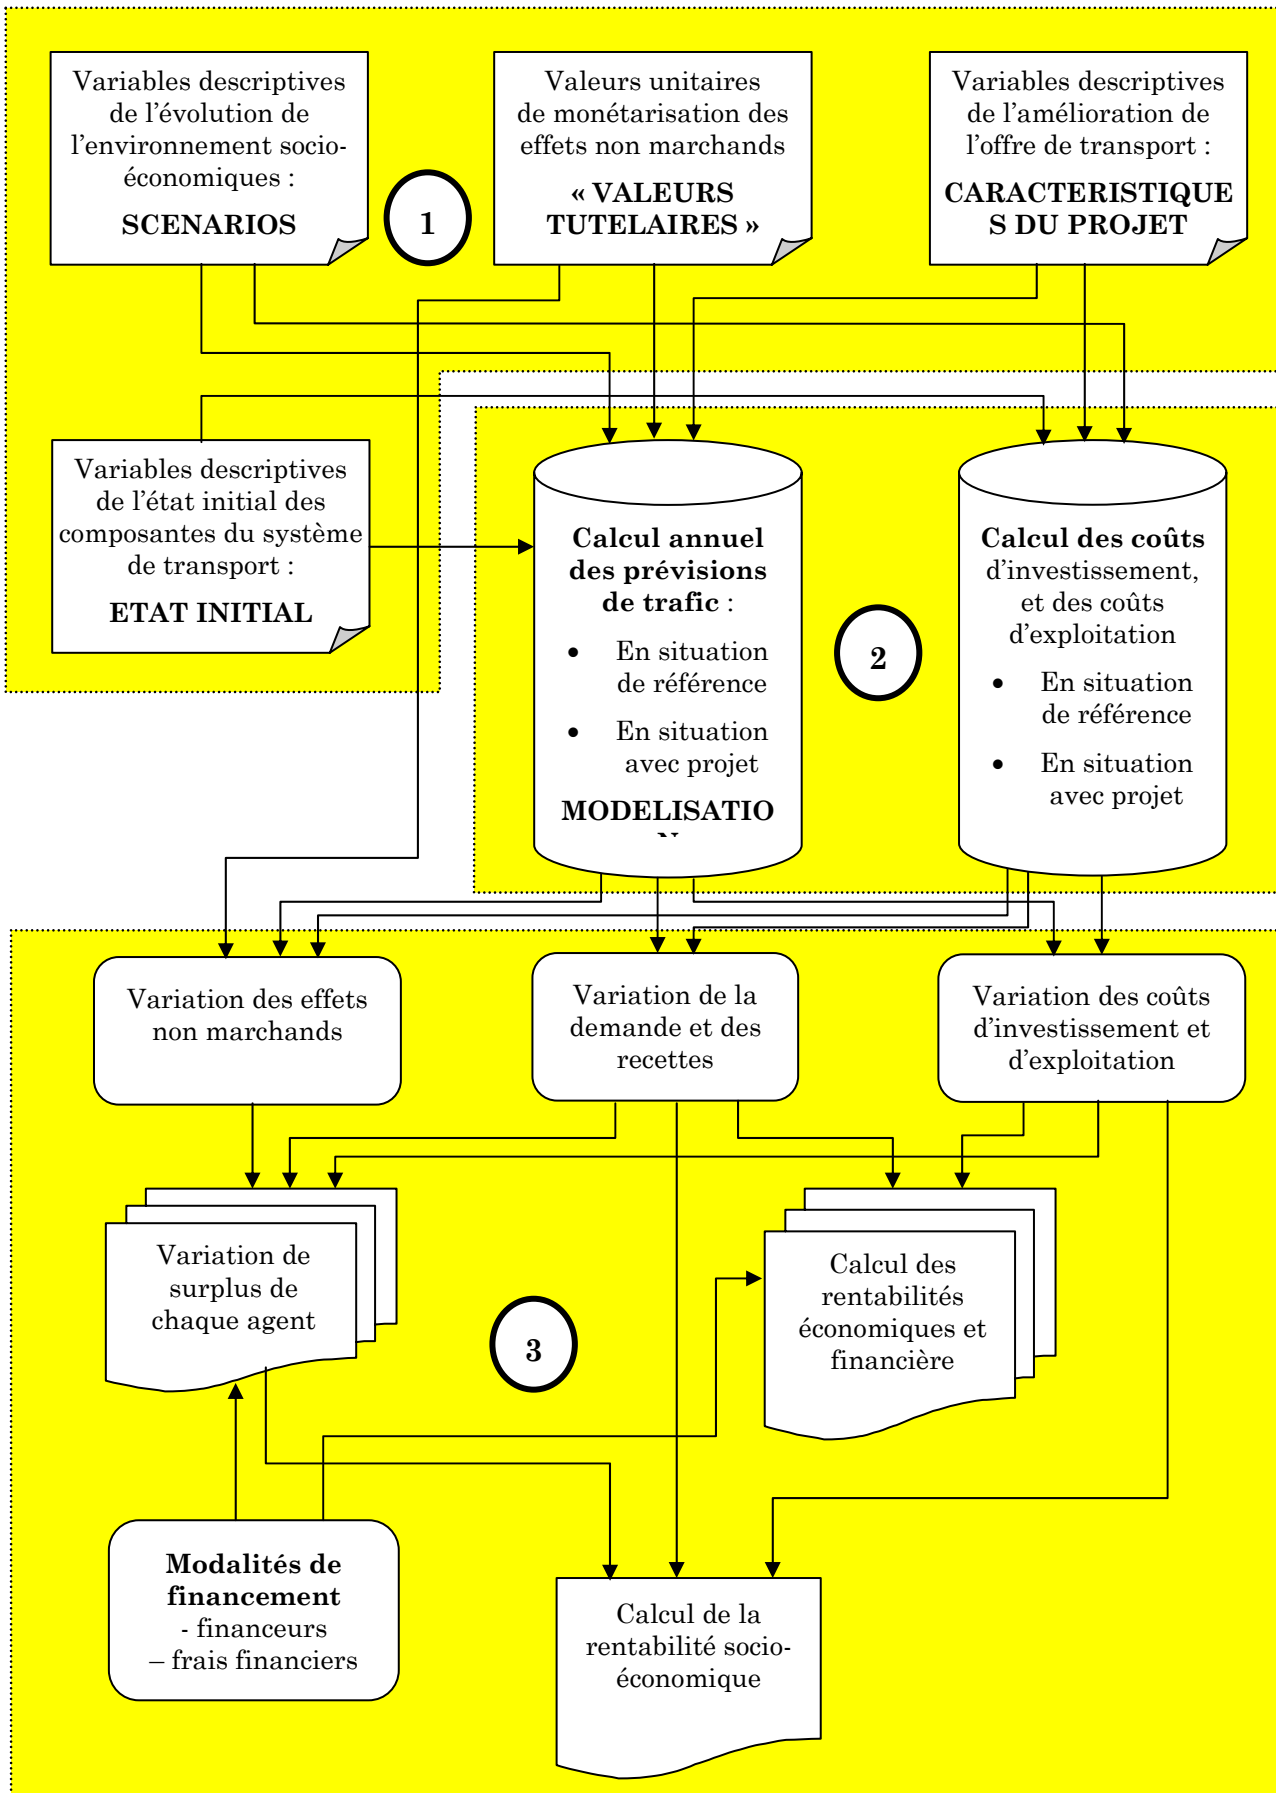 Variables descriptives
de l'évolution de
l'environnement socio-
économiques :
SCENARIOS
1
Valeurs unitaires
de monétarisation des
effets non marchands
« VALEURS
TUTELAIRES »
Variables descriptives
de l'amélioration de
l'offre de transport :
CARACTERISTIQUE
S DU PROJET
Variables descriptives
de l'état initial des
composantes du système
de transport :
ETAT INITIAL
Calcul annuel
des prévisions
de trafic :
• En situation
de référence
• En situation
avec projet
MODELISATIO
2
Calcul des coûts
d'investissement,
et des coûts
d'exploitation
• En situation
de référence
• En situation
avec projet
Variation des effets
non marchands
Variation de la
demande et des
recettes
Variation des coûts
d'investissement et
d'exploitation
Variation de
surplus de
chaque agent
3
Calcul des
rentabilités
économiques et
financière
Modalités de
financement
- financeurs
– frais financiers
Calcul de la
rentabilité socio-
économique